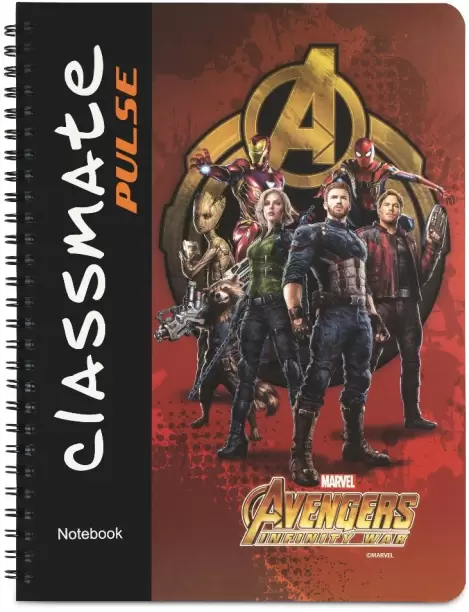 classmate
PULSE
Notebook
MARVEL
AVENGERS
INFINITY WAR
©MARVEL